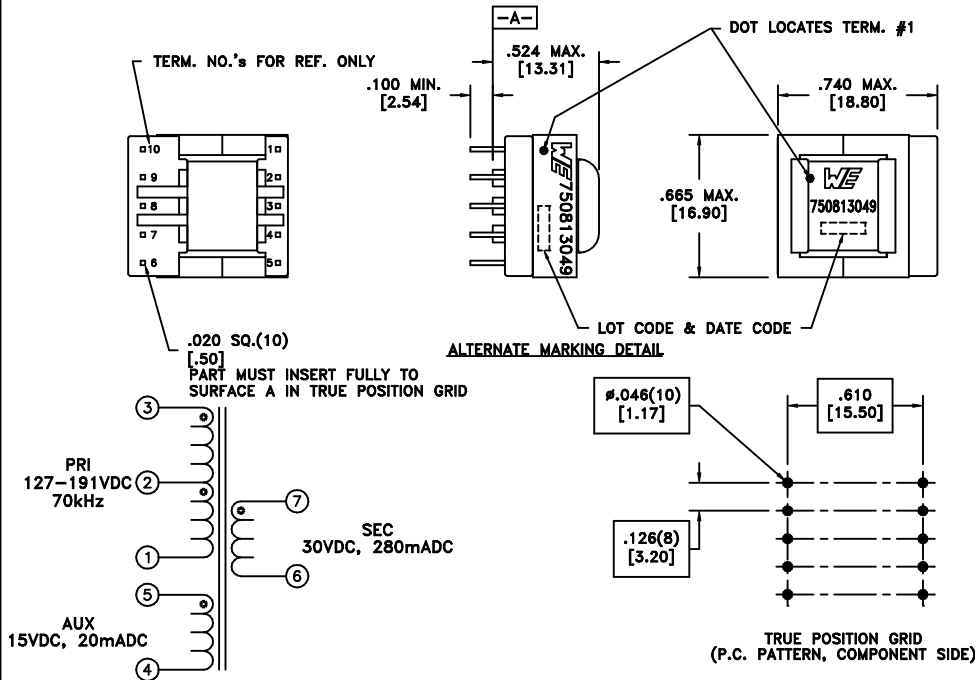 -A-
DOT LOCATES TERM. #1
TERM. NO.'s FOR REF. ONLY
.524 MAX.
[13.31]
.100 MIN.
[2.54]
.740 MAX.
[18.80]
10
9
8
7
6
1
2
3
4
5
WE 750813049
.665 MAX.
[16.90]
WE
750813049
LOT CODE & DATE CODE
ALTERNATE MARKING DETAIL
.020 SQ.(10)
[.50]
PART MUST INSERT FULLY TO
SURFACE A IN TRUE POSITION GRID
3
PRI
127-191VDC
70kHz
2
1
5
AUX
15VDC, 20mADC
4
7
SEC
30VDC, 280mADC
6
ø.046(10)
[1.17]
.610
[15.50]
.126(8)
[3.20]
TRUE POSITION GRID
(P.C. PATTERN, COMPONENT SIDE)